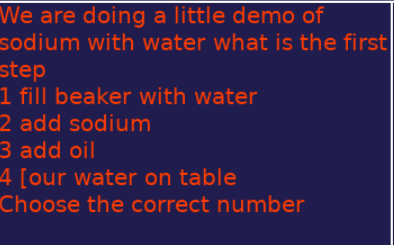 We are doing a little demo of
sodium with water what is the first
step
1 fill beaker with water
2 add sodium
3 add oil
4 [our water on table
Choose the correct number